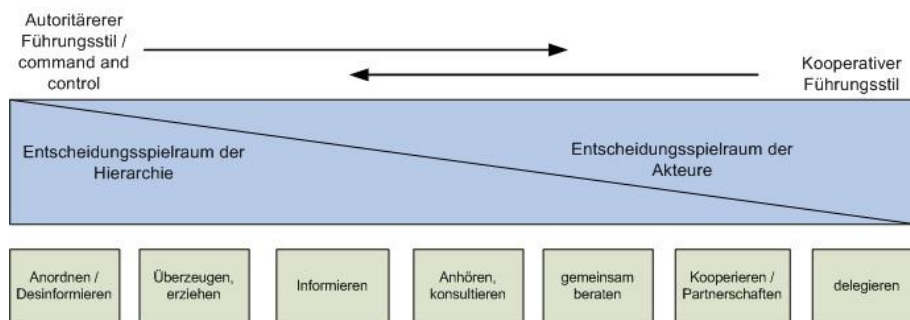 Autoritärerer
Führungsstil /
command and
control
Kooperativer
Führungsstil
Entscheidungsspielraum der
Hierarchie
Entscheidungsspielraum der
Akteure
Anordnen /
Desinformieren
Überzeugen,
erziehen
Informieren
Anhören,
konsultieren
gemeinsam
beraten
Kooperieren /
Partnerschaften
delegieren